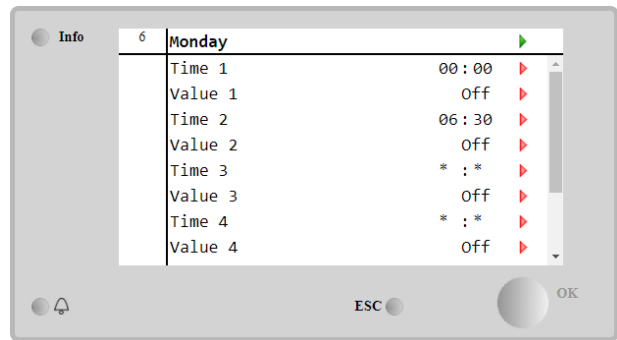 Info
6 Monday
Time 1 00:00
Value 1 Off
Time 2 06:30
Value 2 Off
Time 3 * :*
Value 3 Off
Time 4 * :*
Value 4 Off
ESC OK